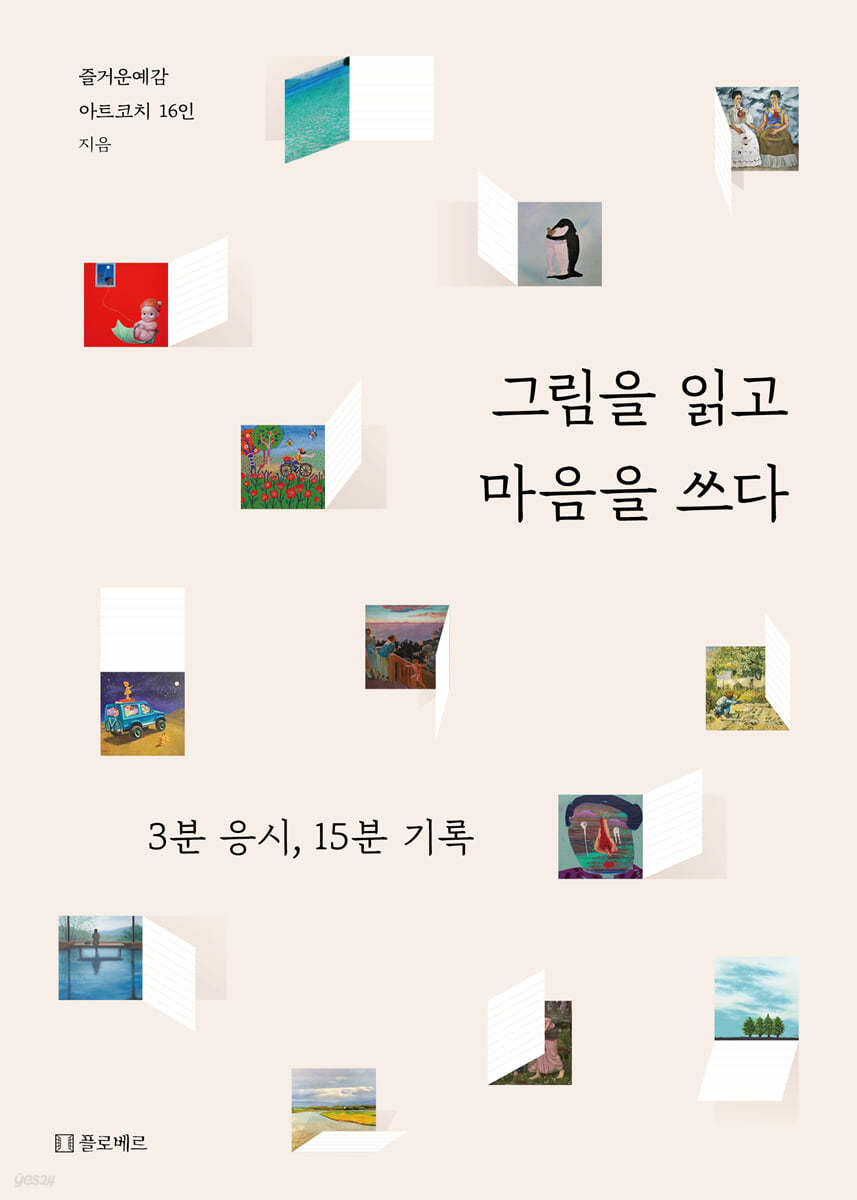 즐거운예감
아트코치 16인
지음
그림을 읽고
마음을 쓰다
3분 응시, 15분 기록
플로베르
yes24